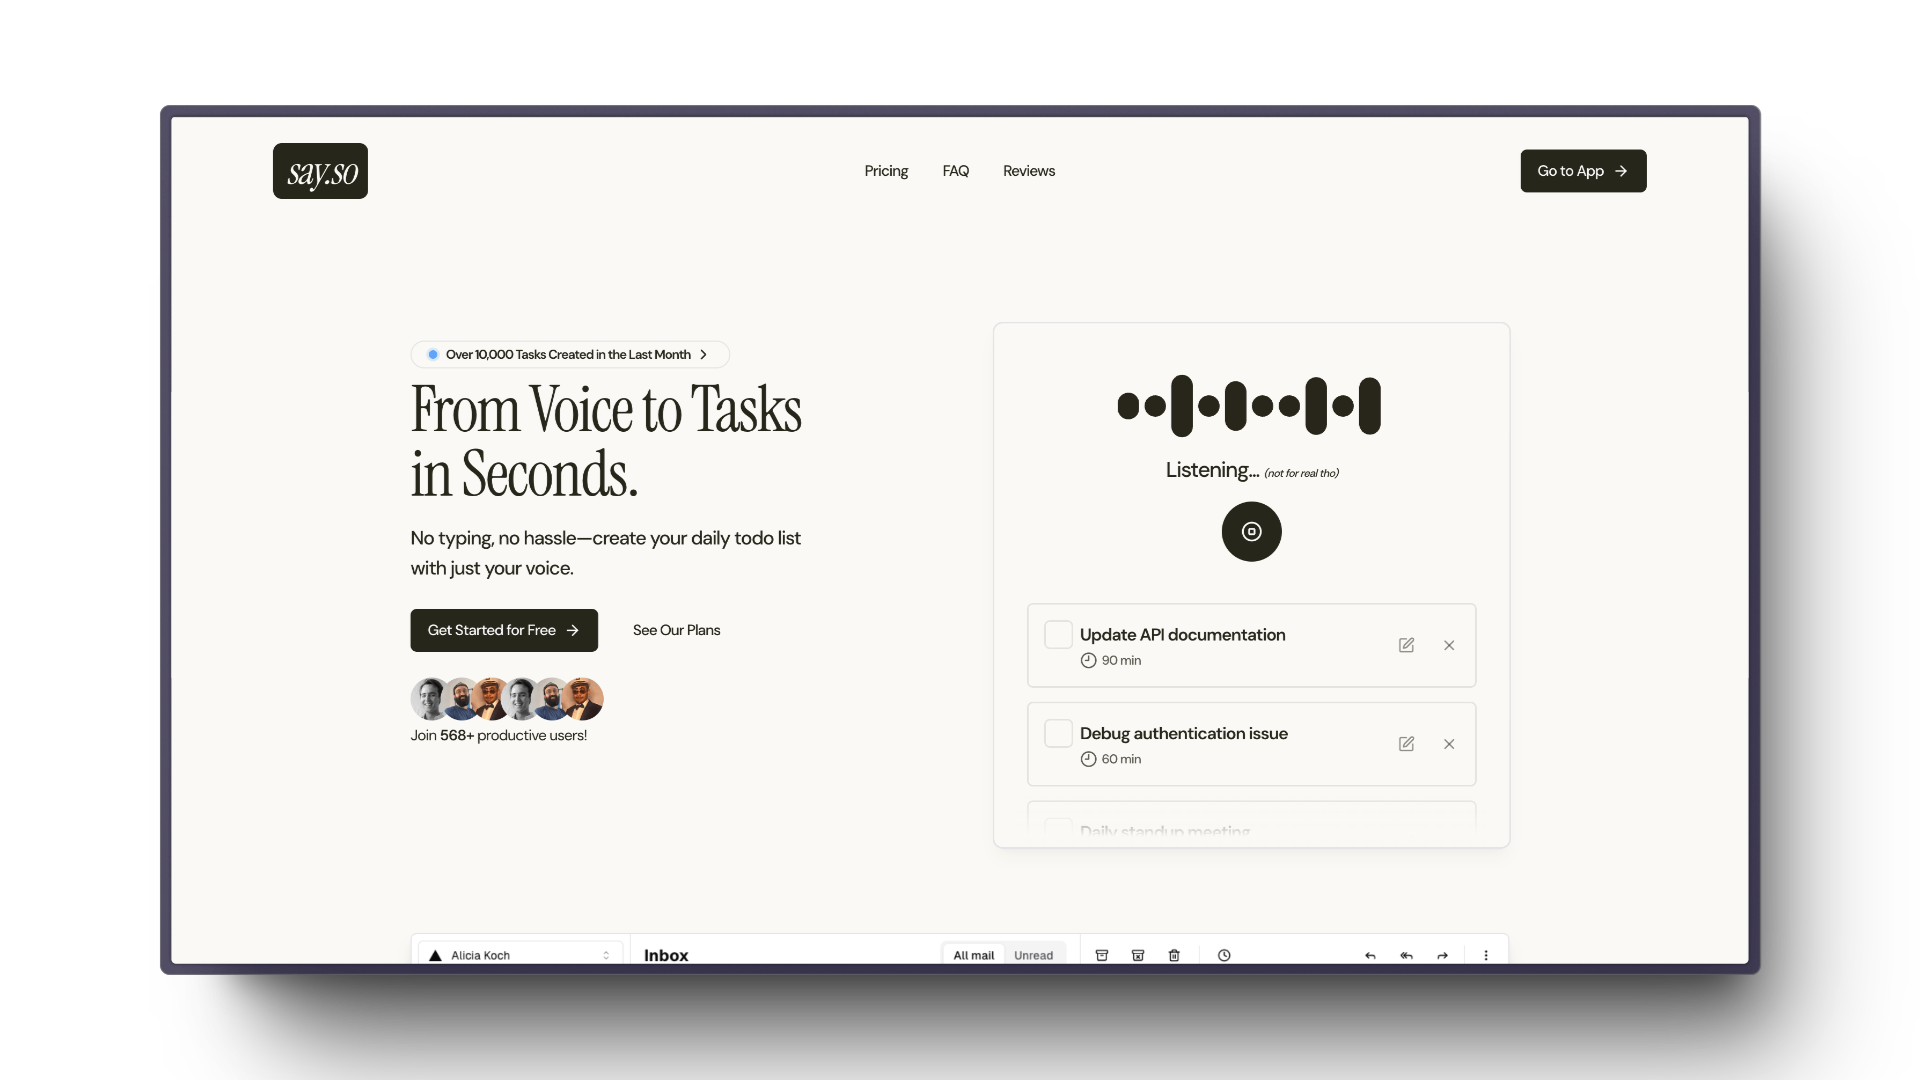 say.so
Pricing
FAQ
Reviews
Go to App
Over 10,000 Tasks Created in the Last Month
From Voice to Tasks
in Seconds.
No typing, no hassle—create your daily todo list
with just your voice.
Get Started for Free
See Our Plans
Join 568+ productive users!
Listening... (not for real tho)
Update API documentation
90 min
Debug authentication issue
60 min
Daily standup meeting
Alicia Koch
Inbox
All mail
Unread